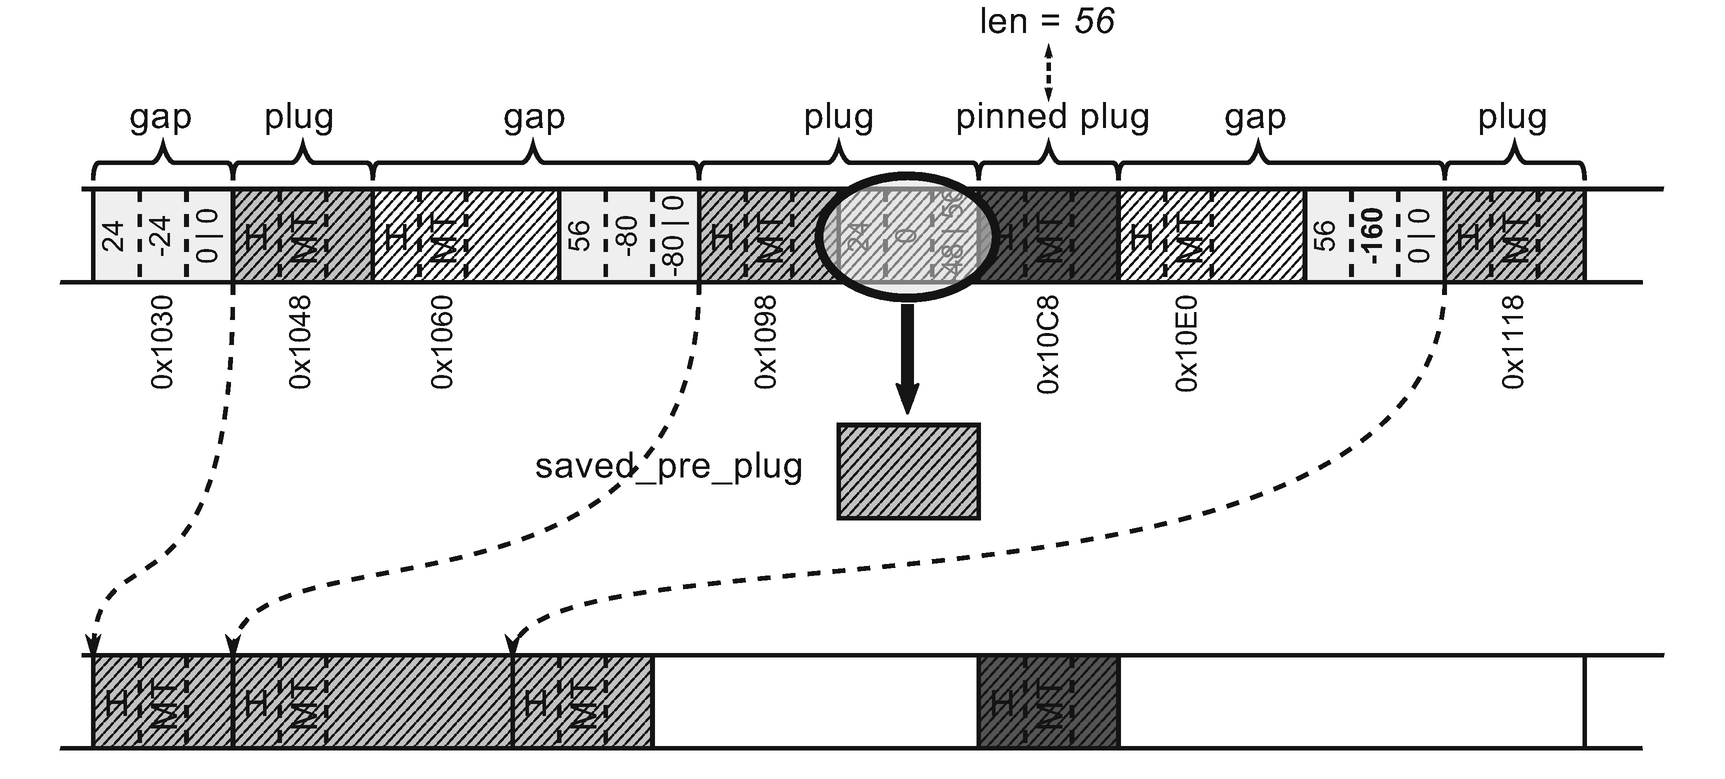 len = 56
gap
plug
gap
plug
pinned plug
gap
plug
24
-24
0 | 0
H
MT
H
MT
56
-80
-80 | 0
H
MT
24
0
-48 | 56
H
MT
H
MT
56
-160
0 | 0
H
MT
0x1030
0x1048
0x1060
0x1098
0x10C8
0x10E0
0x1118
saved_pre_plug
H
MT
H
MT
H
MT
H
MT